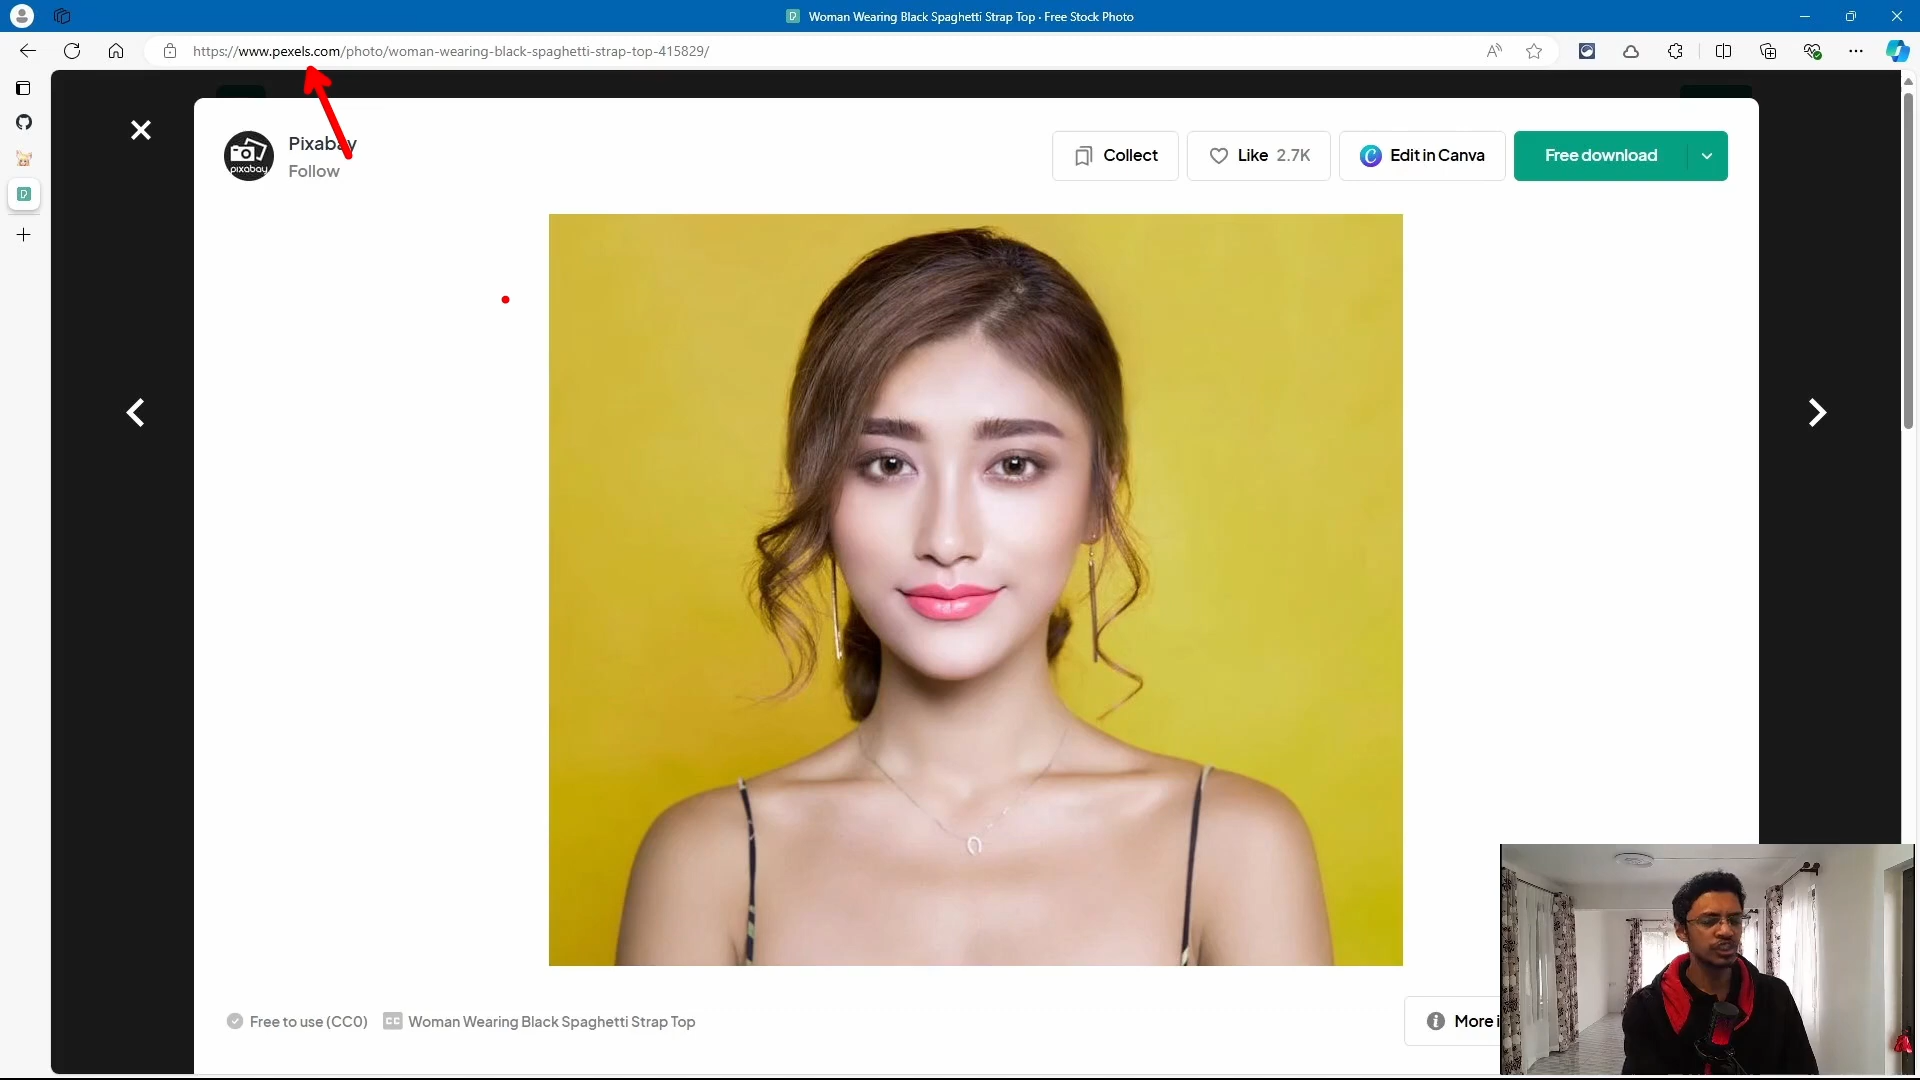 Woman Wearing Black Spaghetti Strap Top · Free Stock Photo
https://www.pexels.com/photo/woman-wearing-black-spaghetti-strap-top-415829/
pixabay
Pixabay
Follow
Collect
Like 2.7K
Edit in Canva
Free download
Free to use (CC0)
CC Woman Wearing Black Spaghetti Strap Top
More i